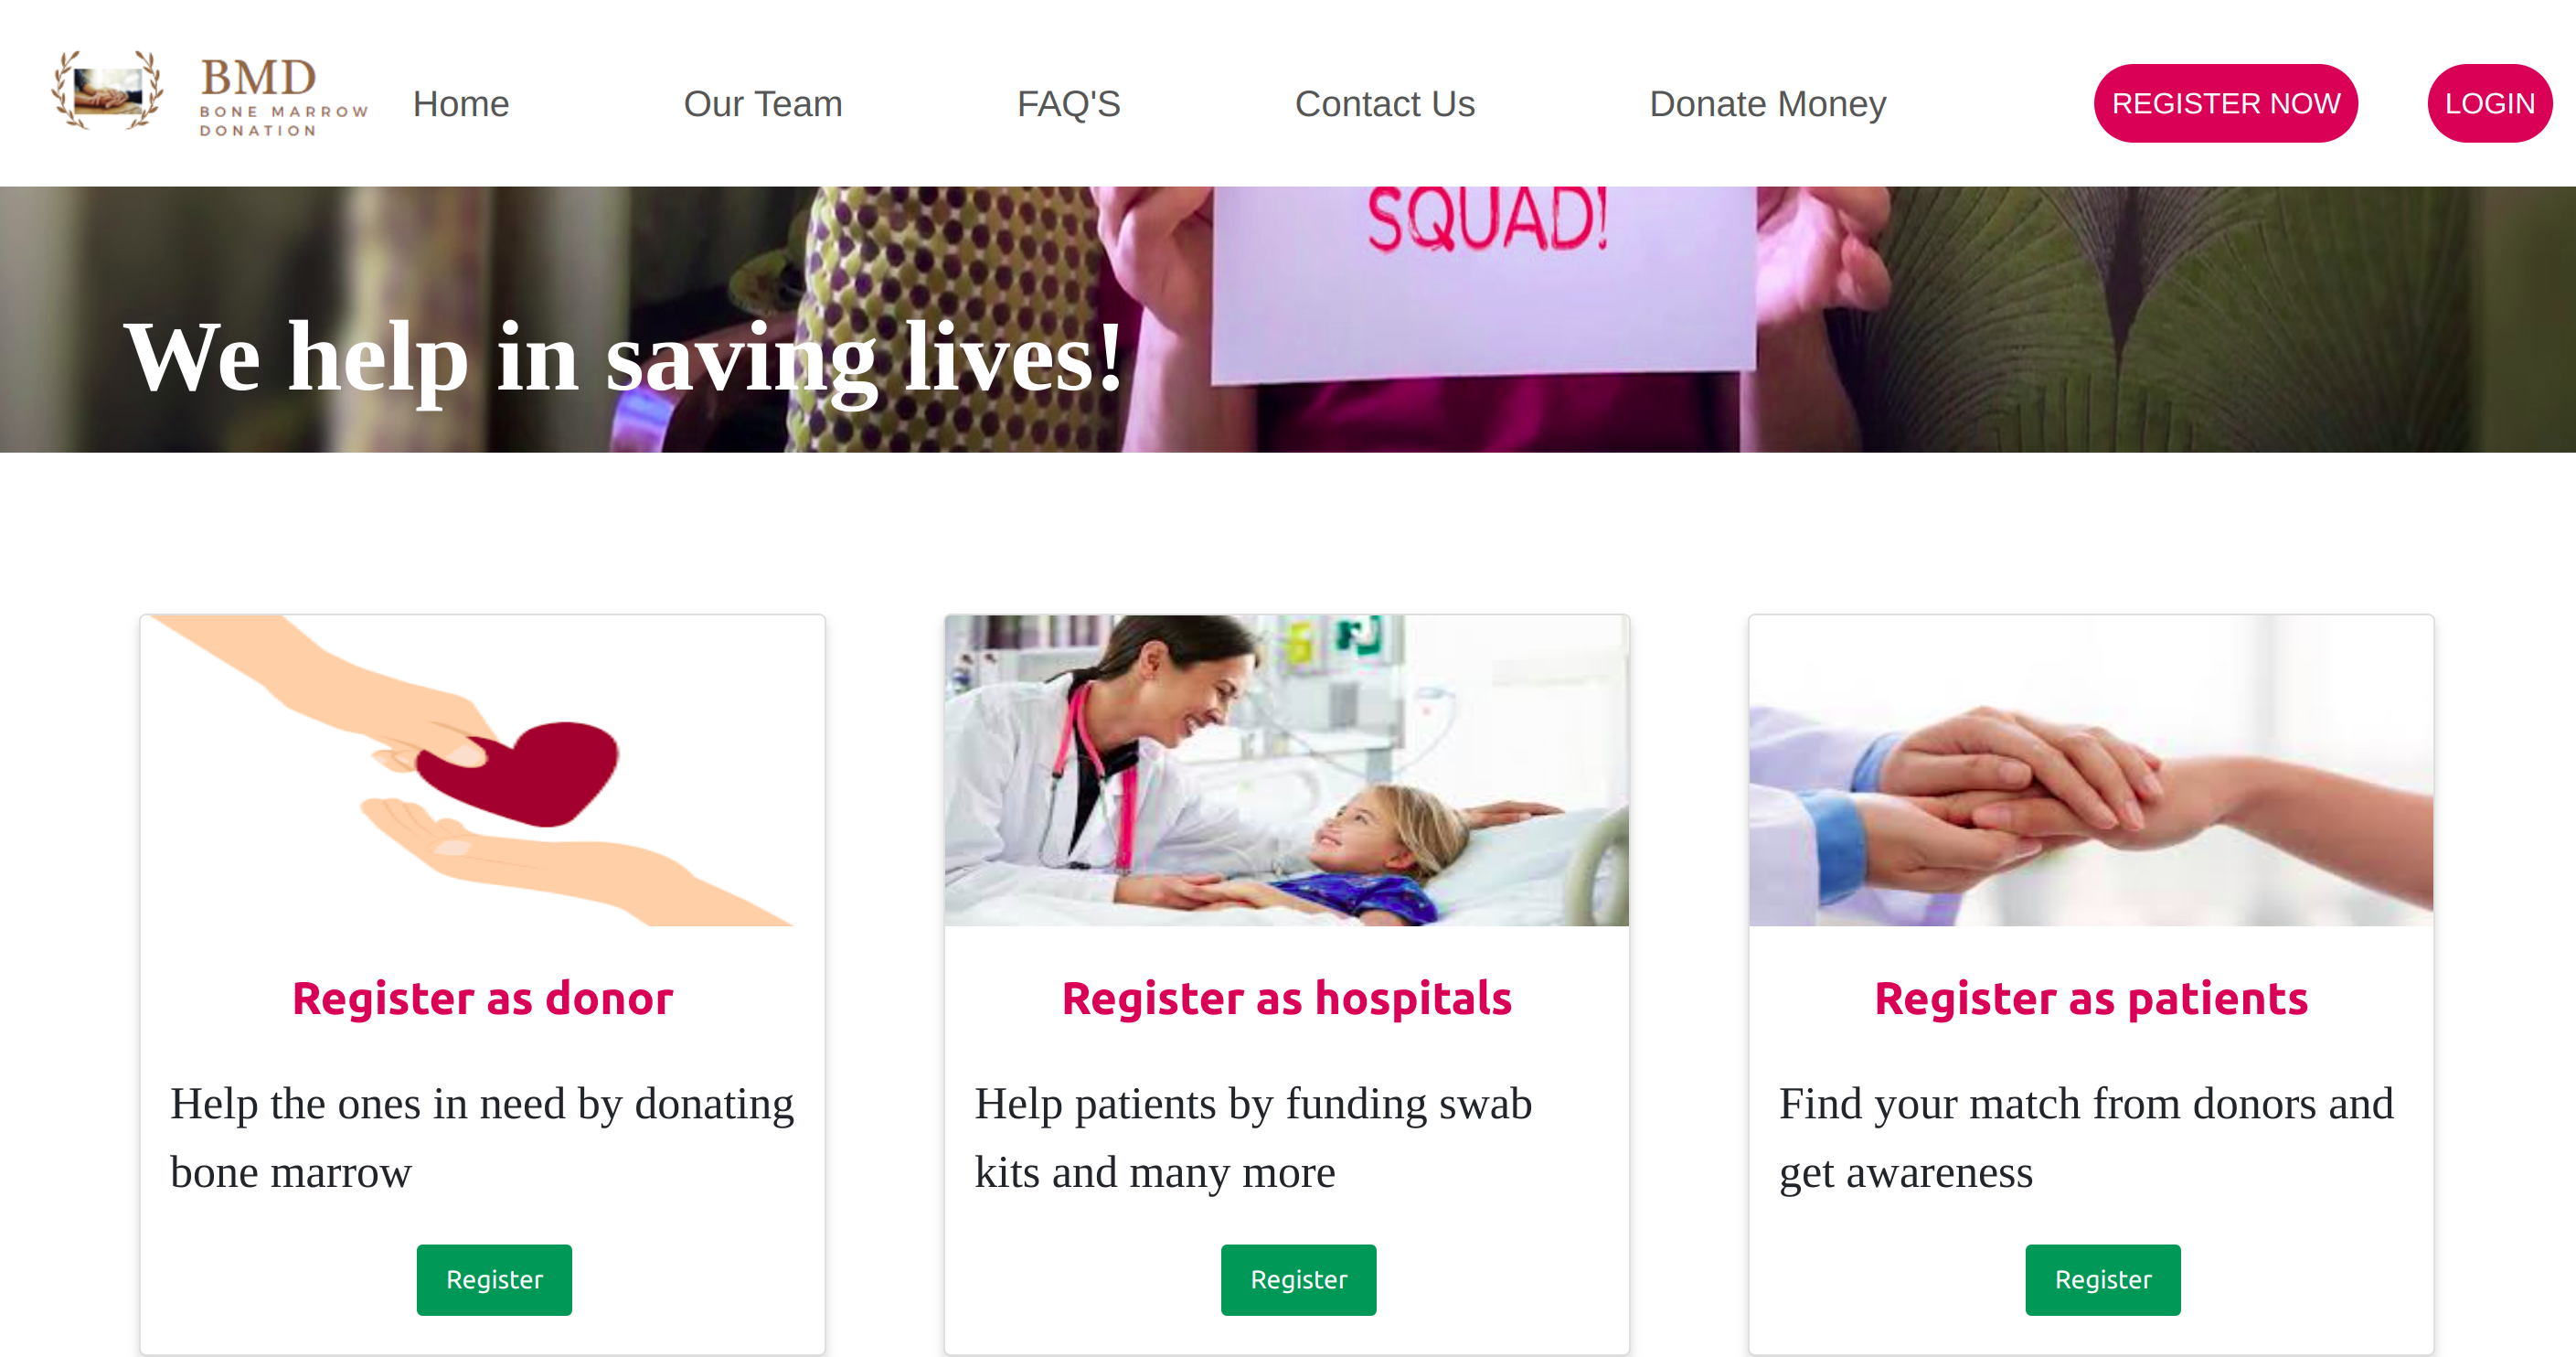 BMD
BONE MARROW
DONATION
Home
Our Team
FAQ'S
Contact Us
Donate Money
REGISTER NOW
LOGIN
SQUAD!
We help in saving lives!
Register as donor
Help the ones in need by donating
bone marrow
Register
Register as hospitals
Help patients by funding swab
kits and many more
Register
Register as patients
Find your match from donors and
get awareness
Register